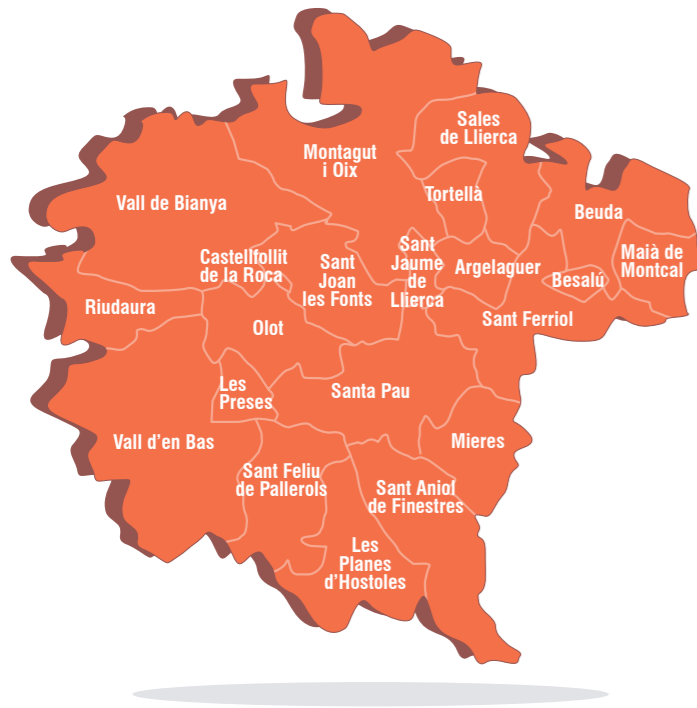 Sales
de Llierca
Montagut
i Oix
Tortellà
Vall de Bianya
Beuda
Castellfollit
de la Roca
Sant
Joan
les Fonts
Sant
Jaume
de
Llierca
Argelaguer
Maià de
Montcal
Besalú
Riudaura
Olot
Sant Ferriol
Les
Preses
Santa Pau
Vall d'en Bas
Mieres
Sant Feliu
de Pallerols
Sant Aniol
de Finestres
Les
Planes
d'Hostoles